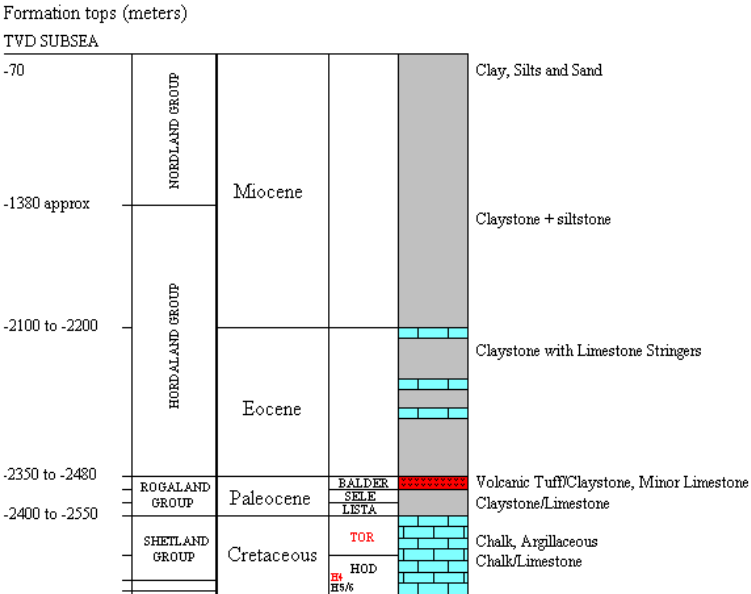 Formation tops (meters)
TVD SUBSEA
-70
NORDLAND GROUP
Clay, Silts and Sand
Miocene
-1380 approx
Claystone + siltstone
HORDALAND GROUP
-2100 to -2200
Claystone with Limestone Stringers
Eocene
-2350 to -2480
ROGALAND
GROUP
Paleocene
BALDER
SELE
LISTA
Volcanic Tuff/Claystone, Minor Limestone
Claystone/Limestone
-2400 to -2550
SHETLAND
GROUP
Cretaceous
TOR
HOD
H4
H5/6
Chalk, Argillaceous
Chalk/Limestone